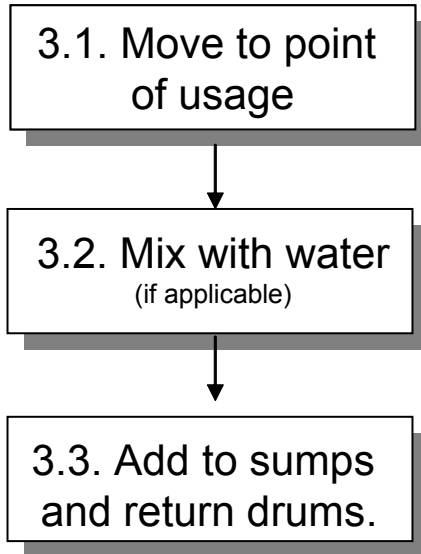 3.1. Move to point
of usage
3.2. Mix with water
(if applicable)
3.3. Add to sumps
and return drums.